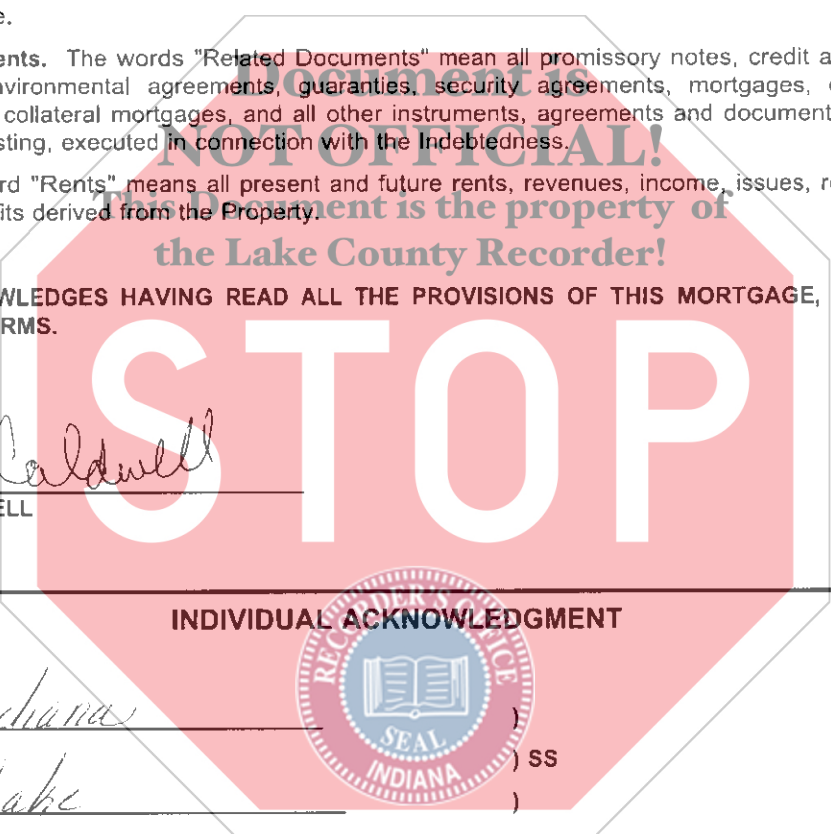 e.
ents. The words "Related Documents" mean all promissory notes, credit a
nvironmental agreements, guaranties, security agreements, mortgages,
collateral mortgages, and all other instruments, agreements and document
sting, executed in connection with the Indebtedness.
rd "Rents" means all present and future rents, revenues, income, issues, r
its derived from the Property.
Document is
NOT OFFICIAL!
This Document is the property of
the Lake County Recorder!
WLEDGES HAVING READ ALL THE PROVISIONS OF THIS MORTGAGE,
RMS.
STOP
Caldwell
ELL
INDIVIDUAL ACKNOWLEDGMENT
diana )
) SS
ake )
RECORDER'S OFFICE
SEAL
INDIANA